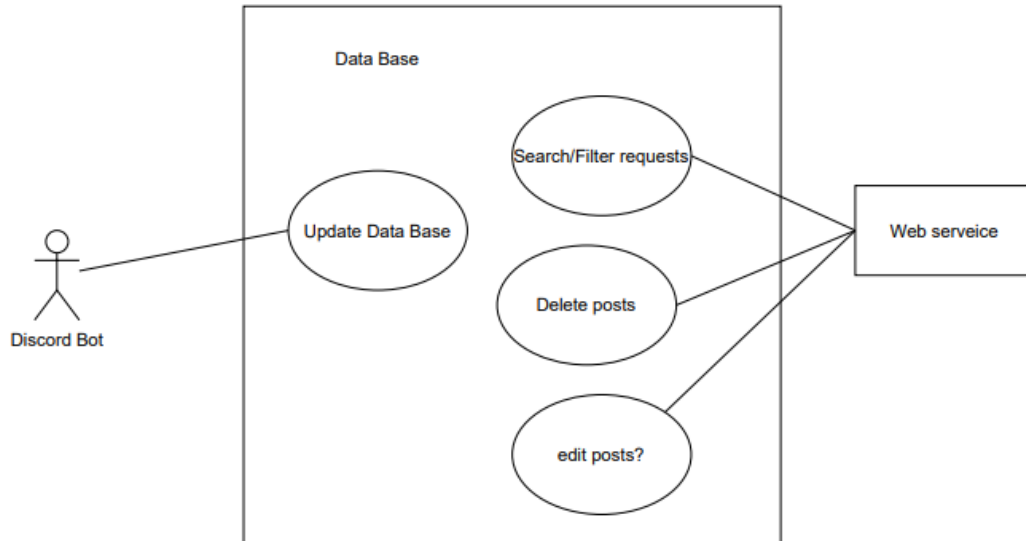 Data Base
Search/Filter requests
Update Data Base
Web serveice
Delete posts
Discord Bot
edit posts?